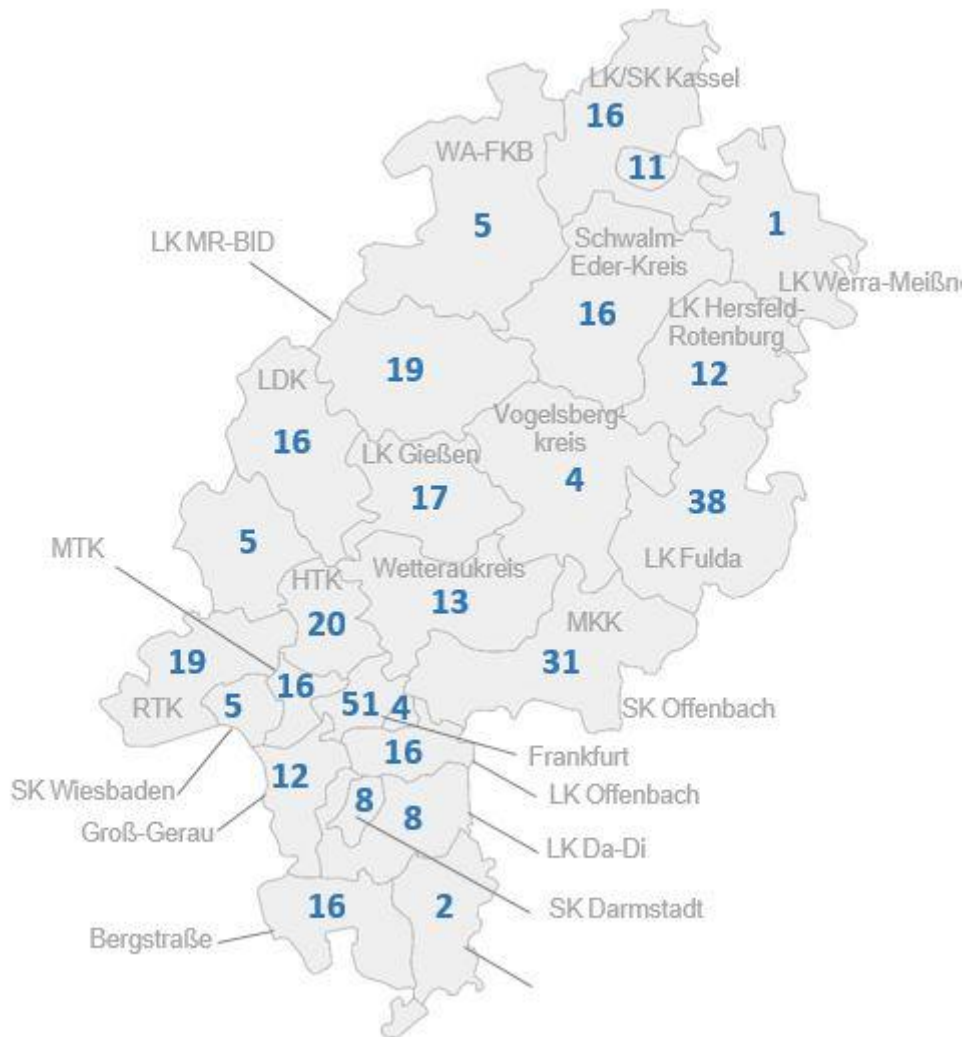 LK/SK Kassel
16
WA-FKB
11
5
1
LK MR-BID
Schwalm-
Eder-Kreis
LK Werra-Meißne
16
LK Hersfeld-
Rotenburg
19
12
LDK
Vogelsberg-
kreis
16
LK Gießen
4
17
38
5
MTK
LK Fulda
HTK
Wetteraukreis
20
13
MKK
31
19
16
RTK
5
51
4
SK Offenbach
Frankfurt
16
12
SK Wiesbaden
LK Offenbach
8
8
Groß-Gerau
LK Da-Di
16
2
SK Darmstadt
Bergstraße